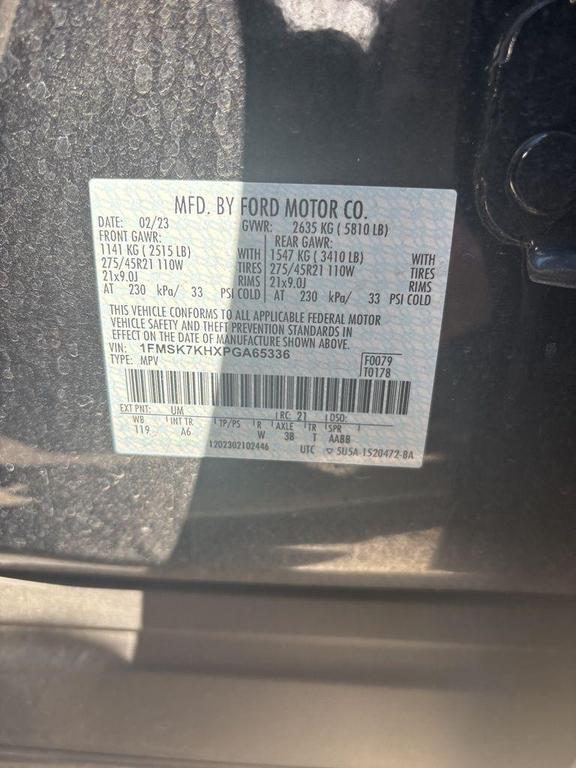 MFD. BY FORD MOTOR CO.
DATE: 02/23 GVWR: 2635 KG ( 5810 LB)
FRONT GAWR: REAR GAWR:
1141 KG ( 2515 LB) WITH 1547 KG ( 3410 LB) WITH
275/45R21 110W TIRES 275/45R21 110W TIRES
21x9.0J RIMS 21x9.0J RIMS
AT 230 kPa/ 33 PSI COLD AT 230 kPa/ 33 PSI COLD
THIS VEHICLE CONFORMS TO ALL APPLICABLE FEDERAL MOTOR
VEHICLE SAFETY AND THEFT PREVENTION STANDARDS IN
EFFECT ON THE DATE OF MANUFACTURE SHOWN ABOVE.
VIN: 1FMSK7KHXPGA65336 F0079
TYPE: MPV T0178
EXT PNT: UM RC: 21 DSO:
WB INT TR TP/PS R AXLE TR SPR
119 A6 W 3B T AABB
1202302102446 UTC ▽ 5U5A-1520472-BA